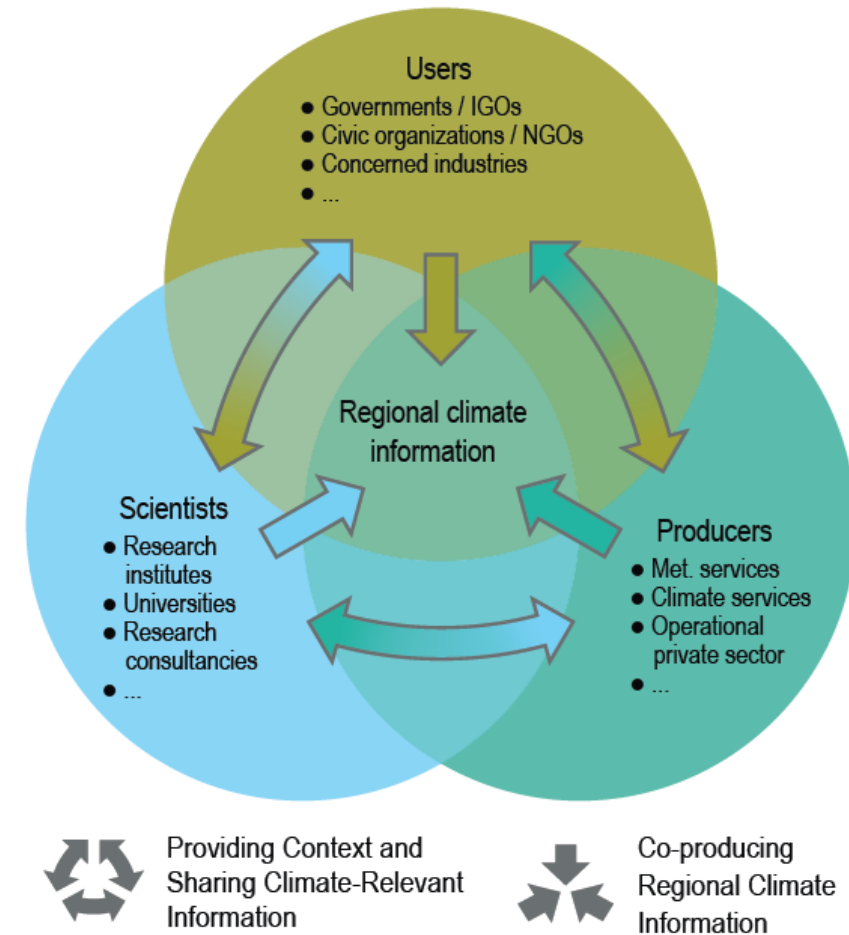 Users
● Governments / IGOs
● Civic organizations / NGOs
● Concerned industries
● ...
Regional climate
information
Scientists
● Research
institutes
● Universities
● Research
consultancies
● ...
Producers
● Met. services
● Climate services
● Operational
private sector
● ...
Providing Context and
Sharing Climate-Relevant
Information
Co-producing
Regional Climate
Information